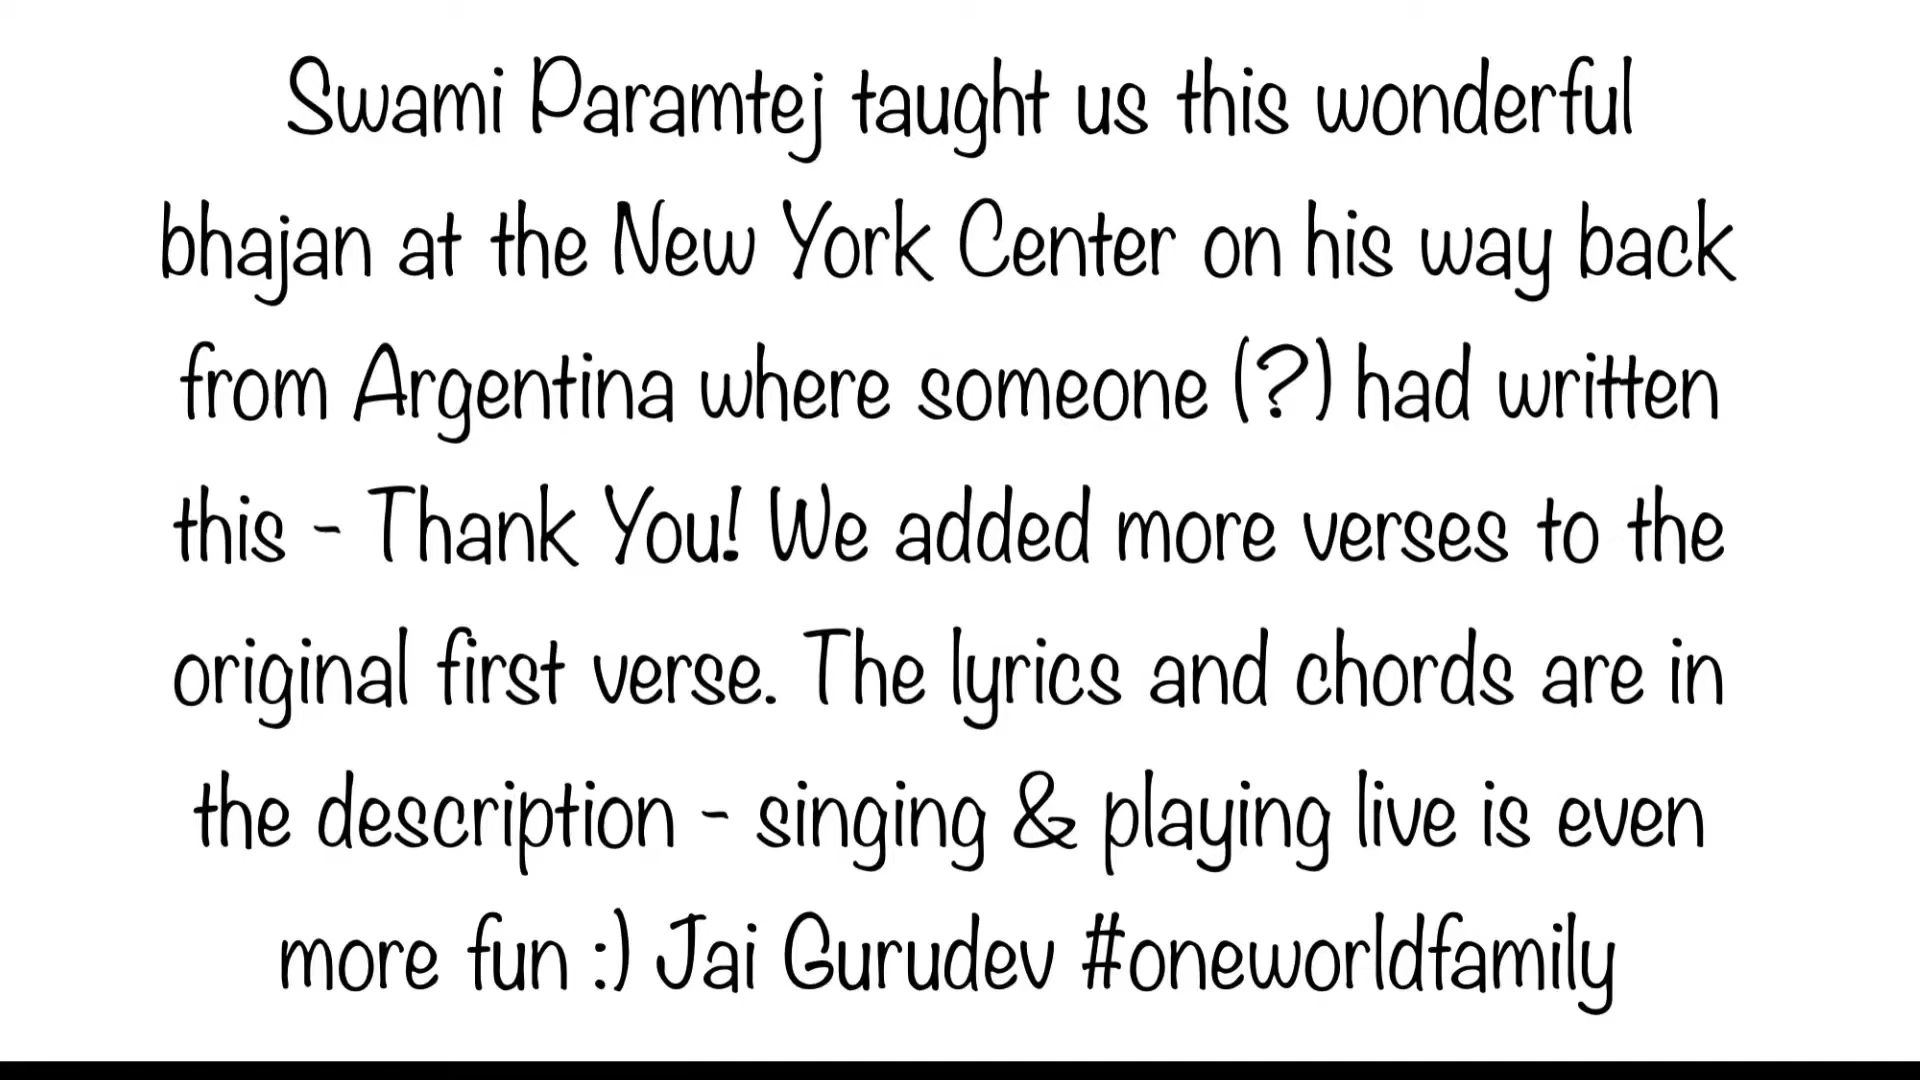 Swami Paramtej taught us this wonderful
bhajan at the New York Center on his way back
from Argentina where someone (?) had written
this - Thank You! We added more verses to the
original first verse. The lyrics and chords are in
the description - singing & playing live is even
more fun :) Jai Gurudev #oneworldfamily